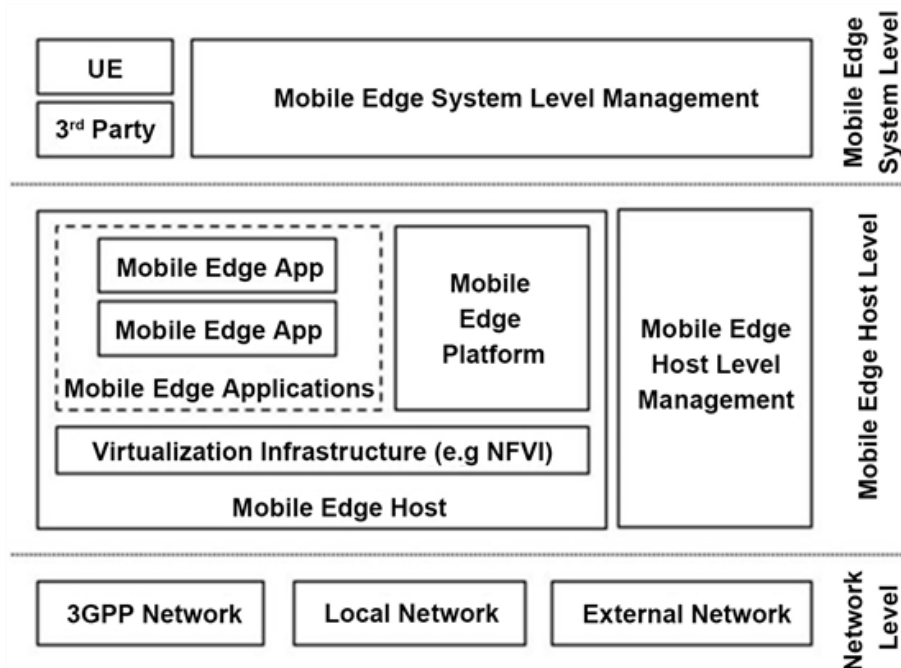 UE
3rd Party
Mobile Edge System Level Management
Mobile Edge
System Level
Mobile Edge App
Mobile Edge App
Mobile Edge Applications
Mobile
Edge
Platform
Virtualization Infrastructure (e.g NFVI)
Mobile Edge Host
Mobile Edge
Host Level
Management
Mobile Edge Host Level
3GPP Network
Local Network
External Network
Network
Level